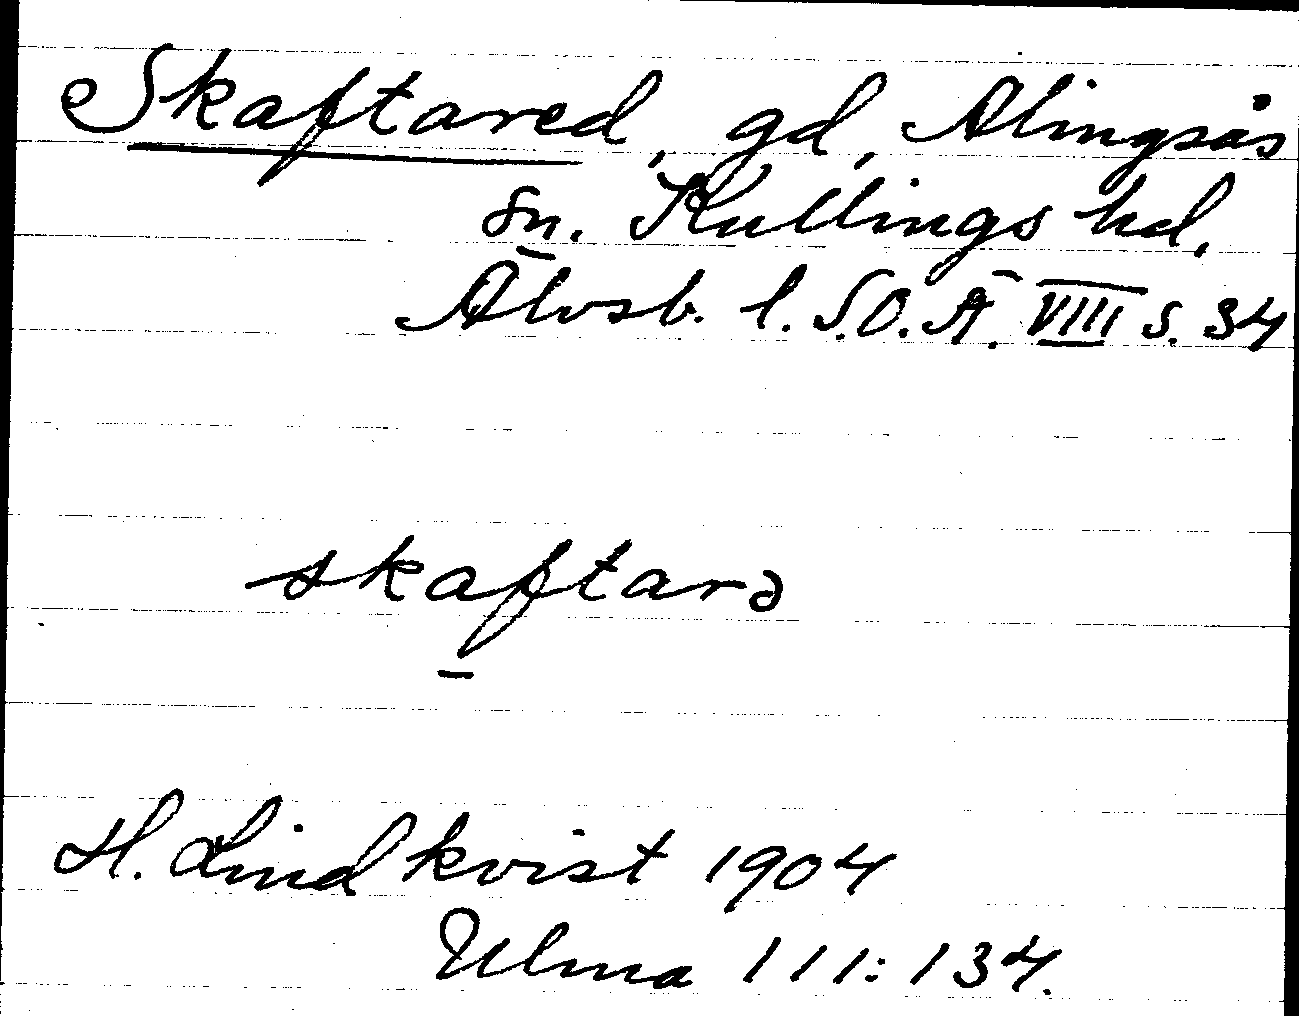 Skaftared, gd, Alingsås
sn. Kullings hd.
Älvsb. l. S.O.Ä. VIII s. 34
skaftarə
H. Lindkvist 1904
Ulma 111:134.